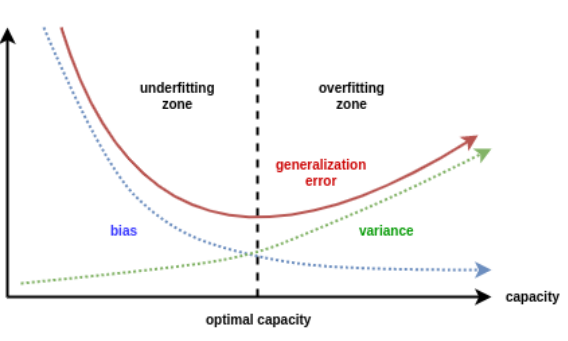 underfitting
zone
overfitting
zone
generalization
error
bias
variance
capacity
optimal capacity